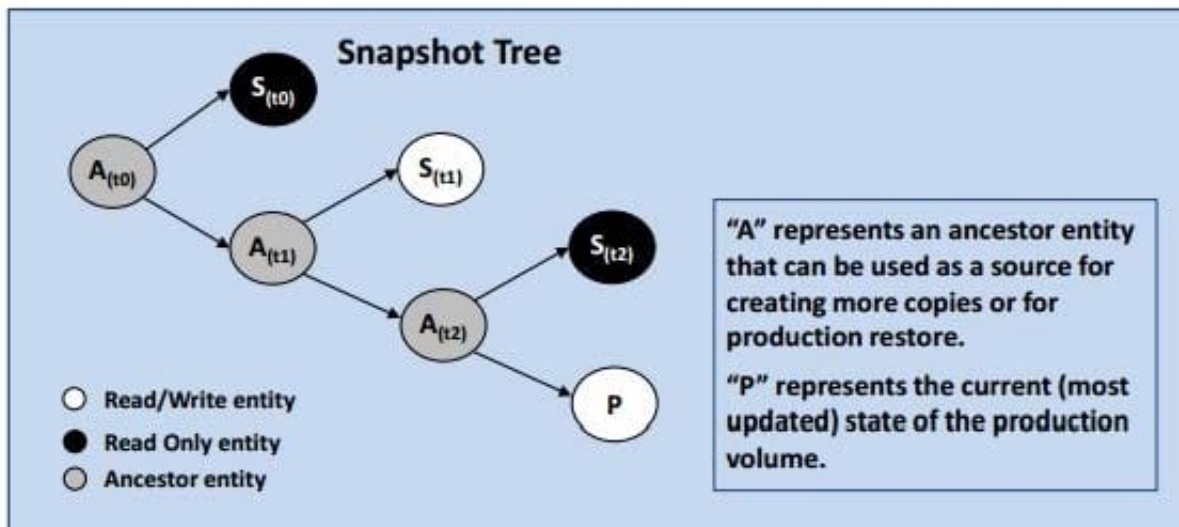 Snapshot Tree
S(t0)
A(t0)
S(t1)
A(t1)
S(t2)
A(t2)
P
Read/Write entity
Read Only entity
Ancestor entity
“A” represents an ancestor entity
that can be used as a source for
creating more copies or for
production restore.
“P” represents the current (most
updated) state of the production
volume.